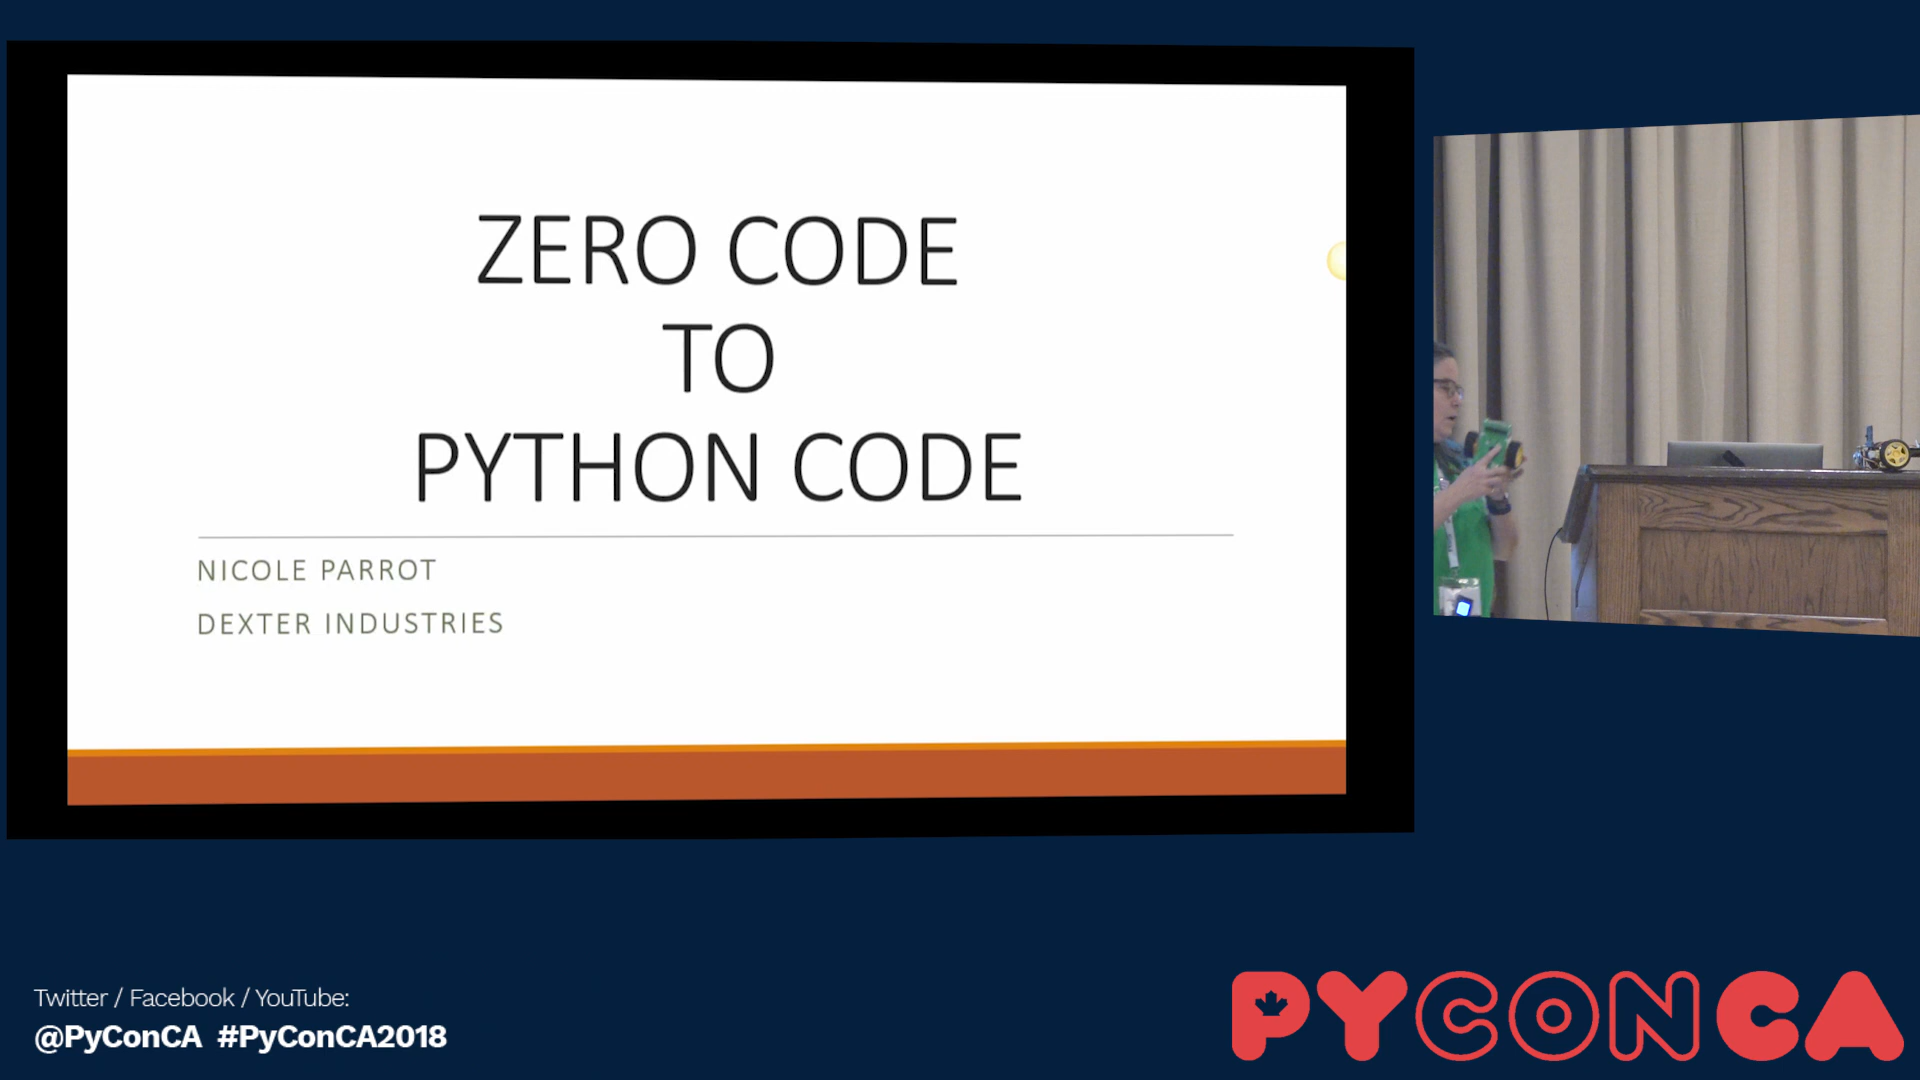 ZERO CODE
TO
PYTHON CODE
NICOLE PARROT
DEXTER INDUSTRIES
Twitter / Facebook / YouTube:
@PyConCA #PyConCA2018
PYCONCA